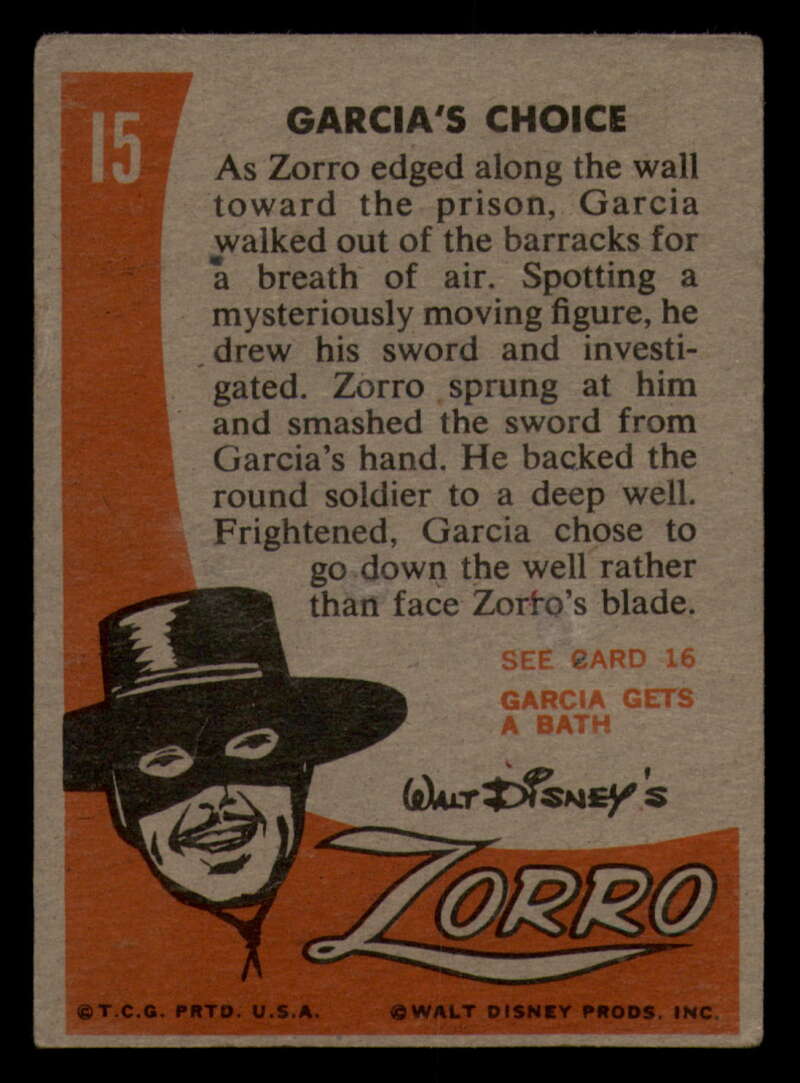 15
GARCIA'S CHOICE
As Zorro edged along the wall
toward the prison, Garcia
walked out of the barracks for
a breath of air. Spotting a
mysteriously moving figure, he
drew his sword and investi-
gated. Zorro sprung at him
and smashed the sword from
Garcia's hand. He backed the
round soldier to a deep well.
Frightened, Garcia chose to
go down the well rather
than face Zorro's blade.
SEE CARD 16
GARCIA GETS
A BATH
WALT DISNEY'S
ZORRO
©T.C.G. PRTD. U.S.A.
©WALT DISNEY PRODS. INC.